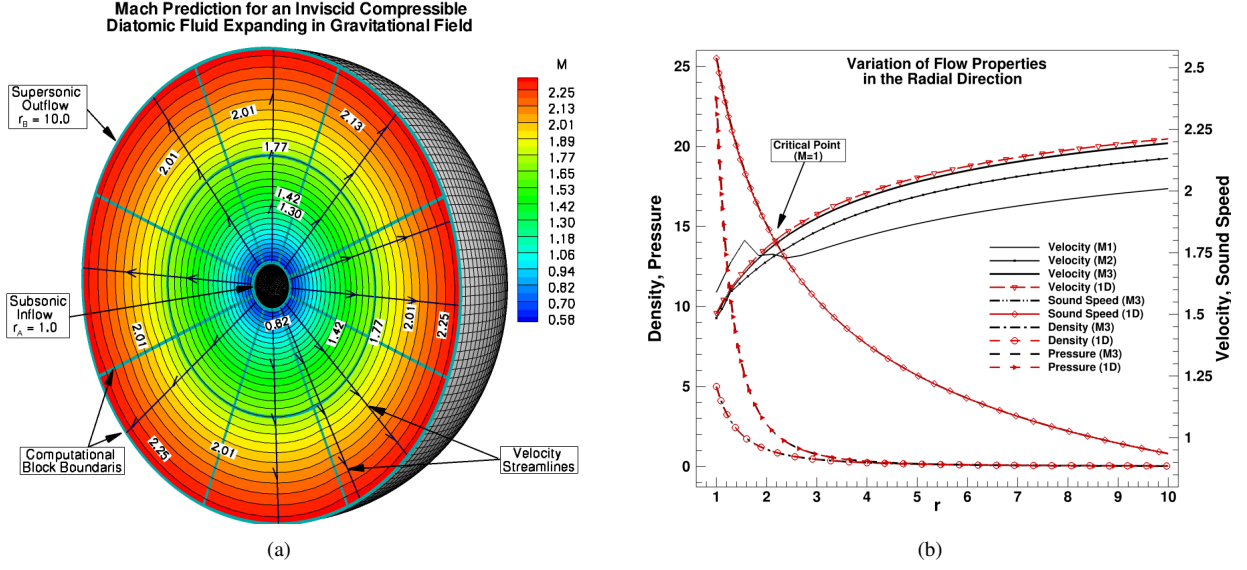 Mach Prediction for an Inviscid Compressible
Diatomic Fluid Expanding in Gravitational Field
Supersonic
Outflow
r_B = 10.0
Subsonic
Inflow
r_A = 1.0
Computational
Block Boundaris
Velocity
Streamlines
2.01
2.13
2.01
1.77
1.42
1.30
0.82
1.42
1.77
2.01
2.25
2.01
2.25
2.01
M
2.25
2.13
2.01
1.89
1.77
1.65
1.53
1.42
1.30
1.18
1.06
0.94
0.82
0.70
0.58
(a)
Variation of Flow Properties
in the Radial Direction
Critical Point
(M=1)
Velocity (M1)
Velocity (M2)
Velocity (M3)
Velocity (1D)
Sound Speed (M3)
Sound Speed (1D)
Density (M3)
Density (1D)
Pressure (M3)
Pressure (1D)
Density, Pressure
25
20
15
10
5
0
1 2 3 4 5 6 7 8 9 10
r
2.5
2.25
2
1.75
1.5
1.25
1
Velocity, Sound Speed
(b)